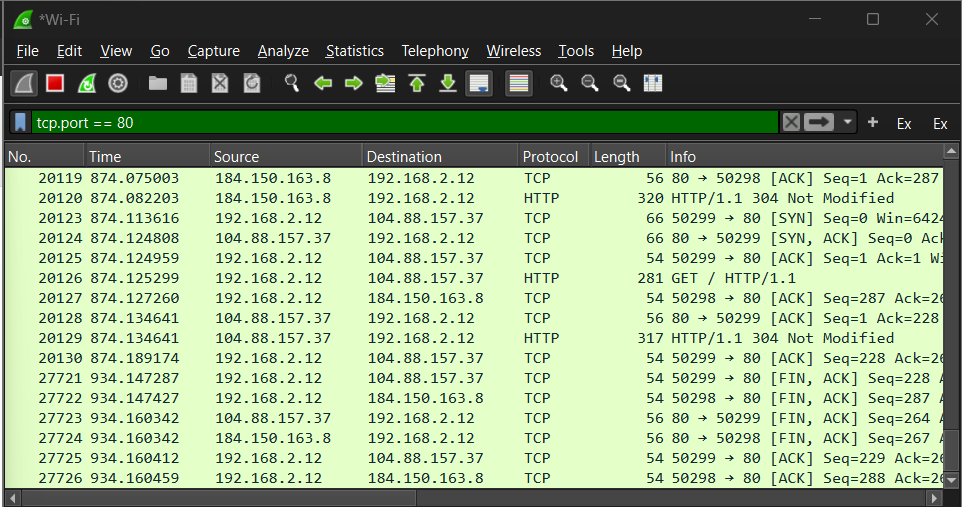 *Wi-Fi
File Edit View Go Capture Analyze Statistics Telephony Wireless Tools Help
tcp.port == 80 Ex Ex
No. Time Source Destination Protocol Length Info
20119 874.075003 184.150.163.8 192.168.2.12 TCP 56 80 → 50298 [ACK] Seq=1 Ack=287
20120 874.082203 184.150.163.8 192.168.2.12 HTTP 320 HTTP/1.1 304 Not Modified
20123 874.113616 192.168.2.12 104.88.157.37 TCP 66 50299 → 80 [SYN] Seq=0 Win=6424
20124 874.124808 104.88.157.37 192.168.2.12 TCP 66 80 → 50299 [SYN, ACK] Seq=0 Ack
20125 874.124959 192.168.2.12 104.88.157.37 TCP 54 50299 → 80 [ACK] Seq=1 Ack=1 Wi
20126 874.125299 192.168.2.12 104.88.157.37 HTTP 281 GET / HTTP/1.1
20127 874.127260 192.168.2.12 184.150.163.8 TCP 54 50298 → 80 [ACK] Seq=287 Ack=26
20128 874.134641 104.88.157.37 192.168.2.12 TCP 56 80 → 50299 [ACK] Seq=1 Ack=228
20129 874.134641 104.88.157.37 192.168.2.12 HTTP 317 HTTP/1.1 304 Not Modified
20130 874.189174 192.168.2.12 104.88.157.37 TCP 54 50299 → 80 [ACK] Seq=228 Ack=26
27721 934.147287 192.168.2.12 104.88.157.37 TCP 54 50299 → 80 [FIN, ACK] Seq=228 A
27722 934.147427 192.168.2.12 184.150.163.8 TCP 54 50298 → 80 [FIN, ACK] Seq=287 A
27723 934.160342 104.88.157.37 192.168.2.12 TCP 56 80 → 50299 [FIN, ACK] Seq=264 A
27724 934.160342 184.150.163.8 192.168.2.12 TCP 56 80 → 50298 [FIN, ACK] Seq=267 A
27725 934.160412 192.168.2.12 104.88.157.37 TCP 54 50299 → 80 [ACK] Seq=229 Ack=26
27726 934.160459 192.168.2.12 184.150.163.8 TCP 54 50298 → 80 [ACK] Seq=288 Ack=26